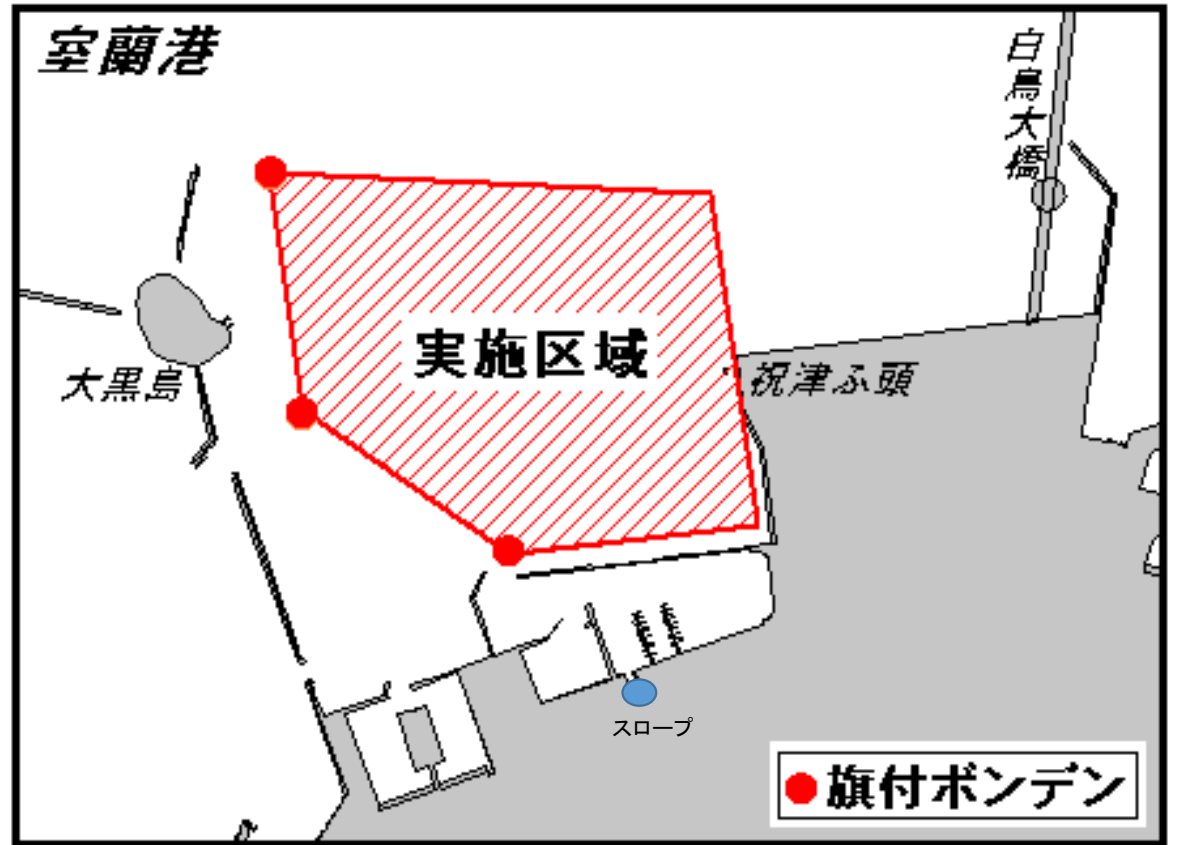 室蘭港
白鳥大橋
実施区域
大黒島
祝津ふ頭
スロープ
旗付ボンデン